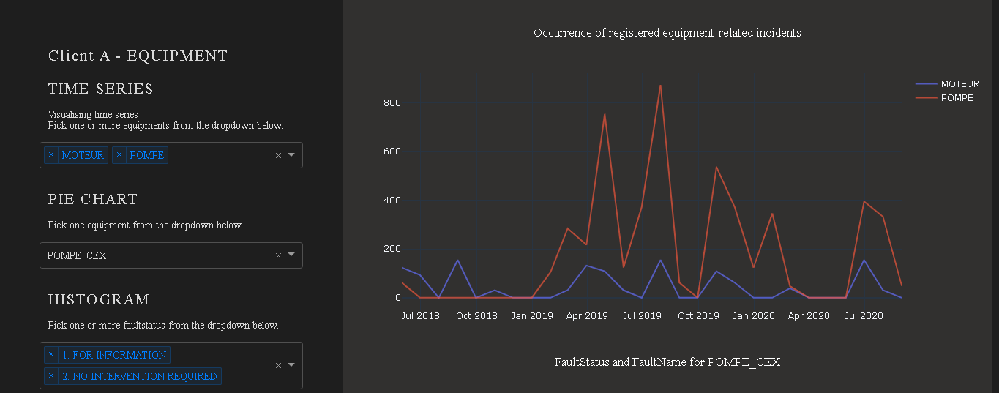 Client A - EQUIPMENT
TIME SERIES
Visualising time series
Pick one or more equipments from the dropdown below.
× MOTEUR × POMPE ×
PIE CHART
Pick one equipment from the dropdown below.
POMPE_CEX ×
HISTOGRAM
Pick one or more faultstatus from the dropdown below.
× 1. FOR INFORMATION
× 2. NO INTERVENTION REQUIRED ×
Occurrence of registered equipment-related incidents
MOTEUR
POMPE
800
600
400
200
0
Jul 2018 Oct 2018 Jan 2019 Apr 2019 Jul 2019 Oct 2019 Jan 2020 Apr 2020 Jul 2020
FaultStatus and FaultName for POMPE_CEX